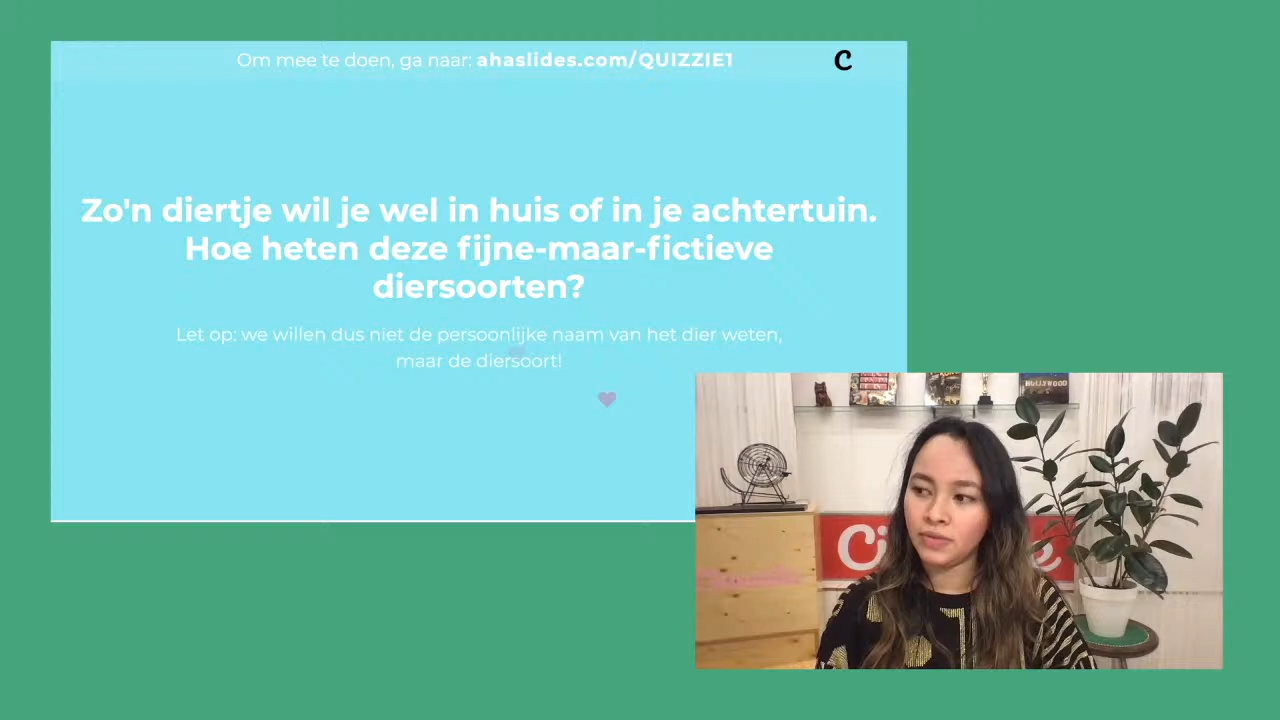 Om mee te doen, ga naar: ahaslides.com/QUIZZIE1
C
Zo'n diertje wil je wel in huis of in je achtertuin.
Hoe heten deze fijne-maar-fictieve
diersoorten?
Let op: we willen dus niet de persoonlijke naam van het dier weten,
maar de diersoort!
HOLLYWOOD
Ci